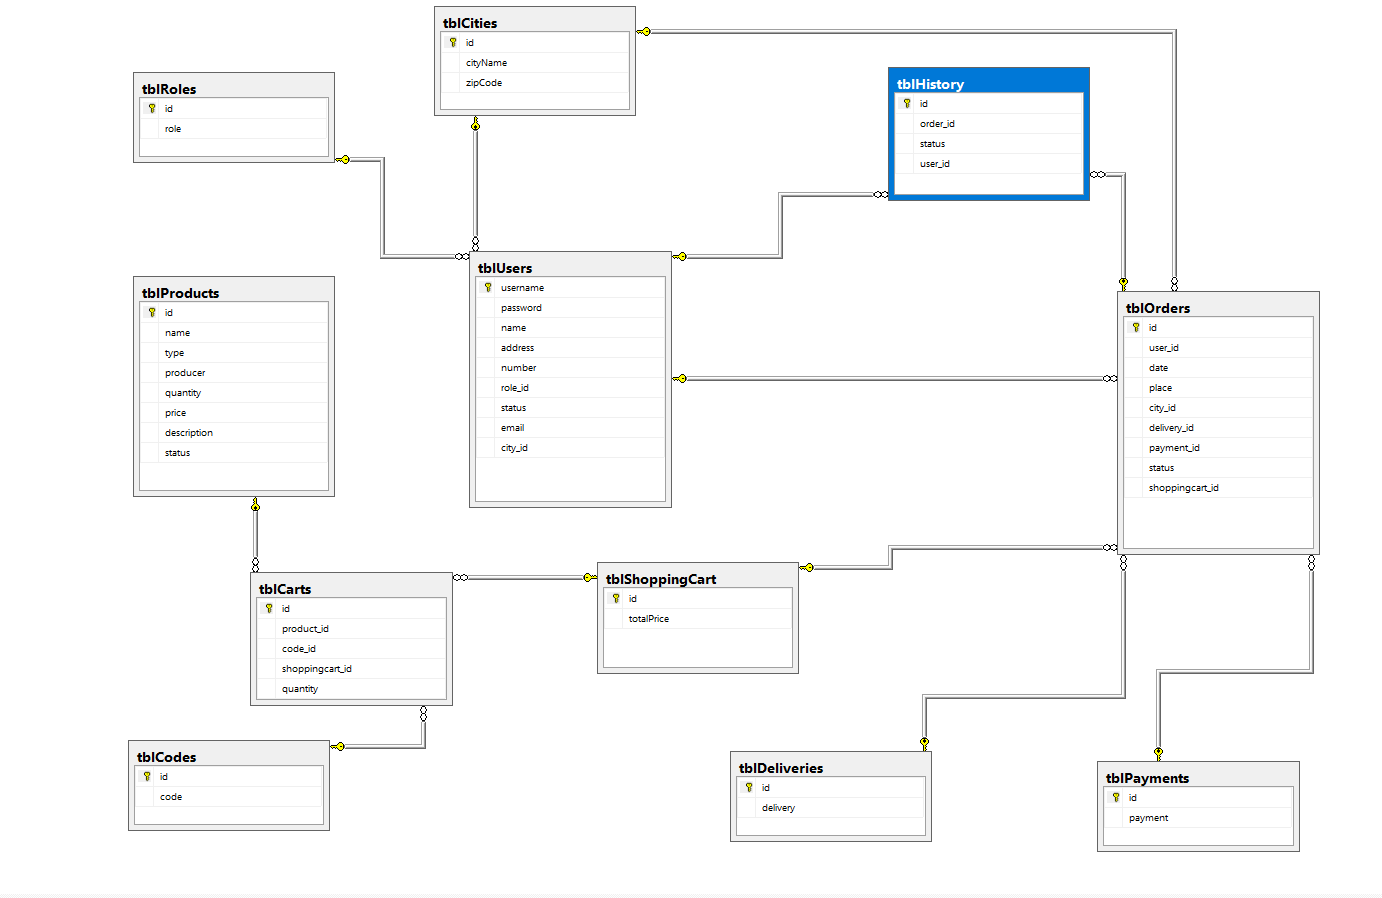 tblCities
id
cityName
zipCode
tblRoles
id
role
tblHistory
id
order_id
status
user_id
tblUsers
username
password
name
address
number
role_id
status
email
city_id
tblProducts
id
name
type
producer
quantity
price
description
status
tblOrders
id
user_id
date
place
city_id
delivery_id
payment_id
status
shoppingcart_id
tblCarts
id
product_id
code_id
shoppingcart_id
quantity
tblShoppingCart
id
totalPrice
tblCodes
id
code
tblDeliveries
id
delivery
tblPayments
id
payment